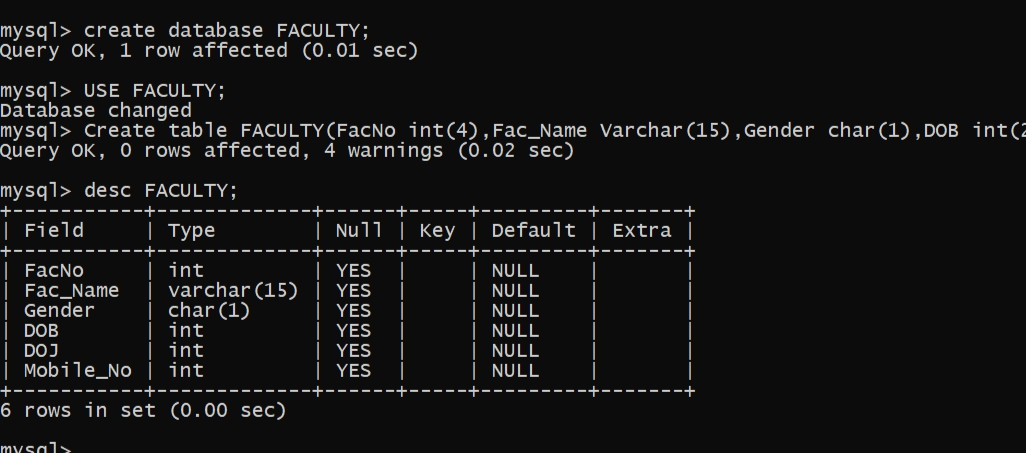 mysql> create database FACULTY;
Query OK, 1 row affected (0.01 sec)
mysql> USE FACULTY;
Database changed
mysql> Create table FACULTY(FacNo int(4),Fac_Name Varchar(15),Gender char(1),DOB int(2
Query OK, 0 rows affected, 4 warnings (0.02 sec)
mysql> desc FACULTY;
+-----------+-------------+------+-----+---------+-------+
| Field     | Type        | Null | Key | Default | Extra |
+-----------+-------------+------+-----+---------+-------+
| FacNo     | int         | YES  |     | NULL    |       |
| Fac_Name  | varchar(15) | YES  |     | NULL    |       |
| Gender    | char(1)     | YES  |     | NULL    |       |
| DOB       | int         | YES  |     | NULL    |       |
| DOJ       | int         | YES  |     | NULL    |       |
| Mobile_No | int         | YES  |     | NULL    |       |
+-----------+-------------+------+-----+---------+-------+
6 rows in set (0.00 sec)
mysql>